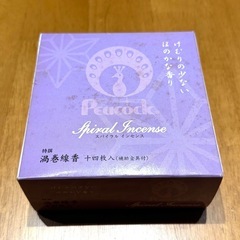 けむりの少ない
ほのかな香り
Peacock
Spiral Incense
スパイラル インセンス
特撰
渦巻線香 十四枚入(補助金具付)